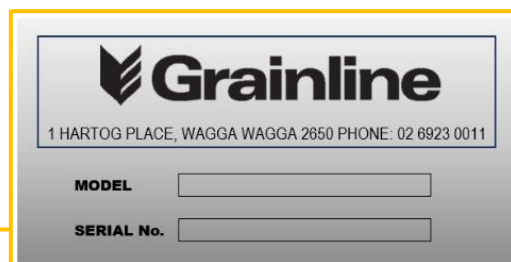 Grainline
1 HARTOG PLACE, WAGGA WAGGA 2650 PHONE: 02 6923 0011
MODEL
SERIAL No.